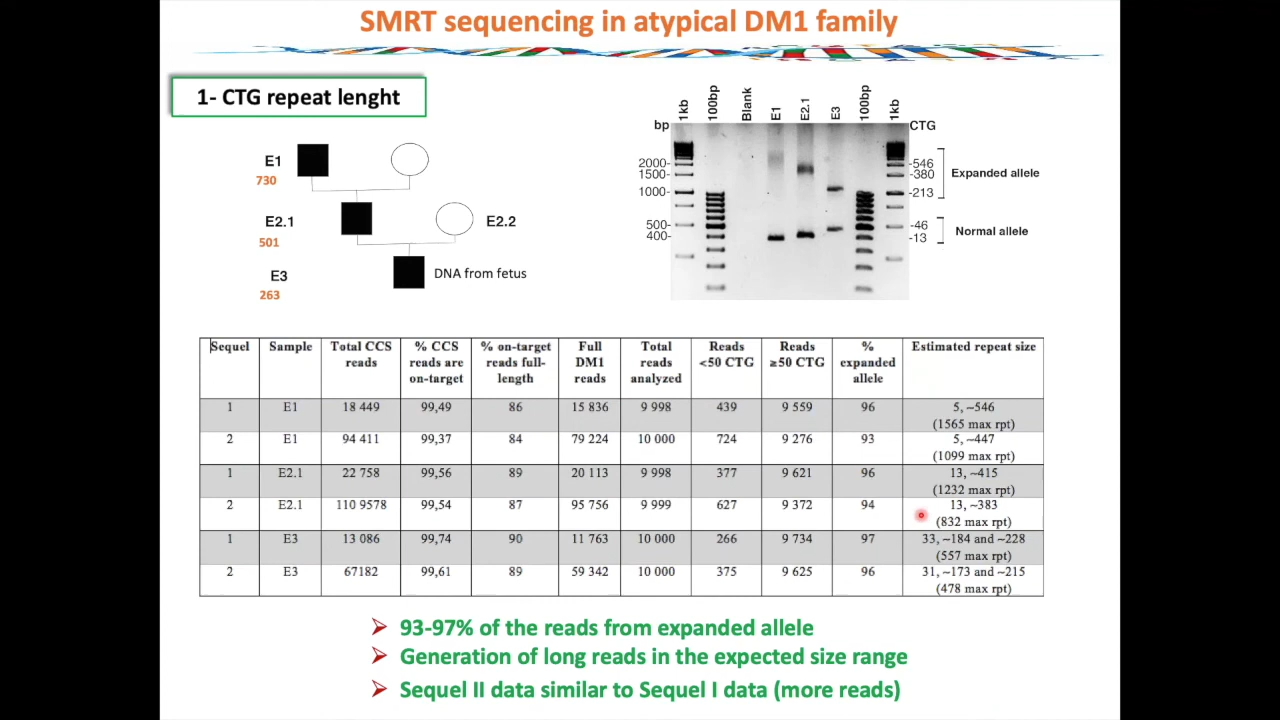 SMRT sequencing in atypical DM1 family
1- CTG repeat lenght
E1
730
E2.1
501
E2.2
E3
263
DNA from fetus
1kb 100bp Blank E1 E2.1 E3 100bp 1kb
bp CTG
2000-
1500-
1000-
500-
400-
-546
-380
-213
-46
-13
Expanded allele
Normal allele
Sequel Sample Total CCS reads % CCS reads are on-target % on-target reads full-length Full DM1 reads Total reads analyzed Reads <50 CTG Reads ≥50 CTG % expanded allele Estimated repeat size
1 E1 18 449 99,49 86 15 836 9 998 439 9 559 96 5, ~546
(1565 max rpt)
2 E1 94 411 99,37 84 79 224 10 000 724 9 276 93 5, ~447
(1099 max rpt)
1 E2.1 22 758 99,56 89 20 113 9 998 377 9 621 96 13, ~415
(1232 max rpt)
2 E2.1 110 9578 99,54 87 95 756 9 999 627 9 372 94 13, ~383
(832 max rpt)
1 E3 13 086 99,74 90 11 763 10 000 266 9 734 97 33, ~184 and ~228
(557 max rpt)
2 E3 67182 99,61 89 59 342 10 000 375 9 625 96 31, ~173 and ~215
(478 max rpt)
93-97% of the reads from expanded allele
Generation of long reads in the expected size range
Sequel II data similar to Sequel I data (more reads)